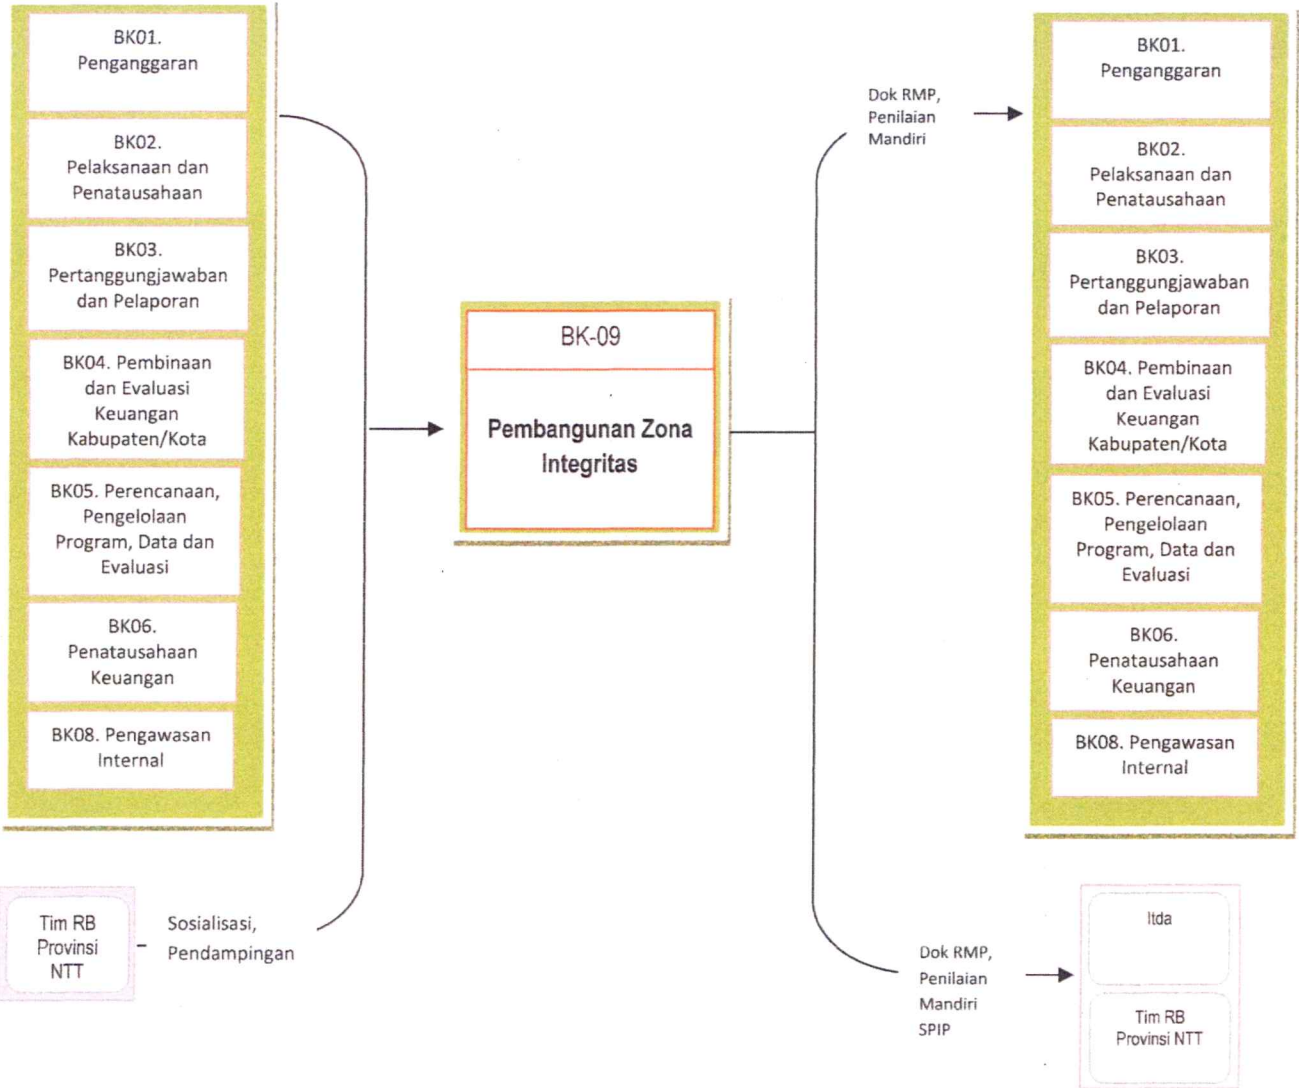 BK01.
Penganggaran
BK02.
Pelaksanaan dan
Penatausahaan
BK03.
Pertanggungjawaban
dan Pelaporan
BK04. Pembinaan
dan Evaluasi
Keuangan
Kabupaten/Kota
BK05. Perencanaan,
Pengelolaan
Program, Data dan
Evaluasi
BK06.
Penatausahaan
Keuangan
BK08. Pengawasan
Internal
Tim RB
Provinsi
NTT
Sosialisasi,
Pendampingan
BK-09
Pembangunan Zona
Integritas
Dok RMP,
Penilaian
Mandiri
BK01.
Penganggaran
BK02.
Pelaksanaan dan
Penatausahaan
BK03.
Pertanggungjawaban
dan Pelaporan
BK04. Pembinaan
dan Evaluasi
Keuangan
Kabupaten/Kota
BK05. Perencanaan,
Pengelolaan
Program, Data dan
Evaluasi
BK06.
Penatausahaan
Keuangan
BK08. Pengawasan
Internal
Dok RMP,
Penilaian
Mandiri
SPIP
Itda
Tim RB
Provinsi NTT